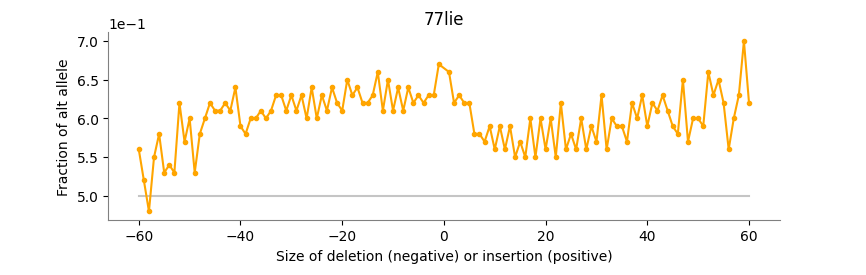 77lie
1e−1
7.0
6.5
6.0
5.5
5.0
Fraction of alt allele
−60 −40 −20 0 20 40 60
Size of deletion (negative) or insertion (positive)